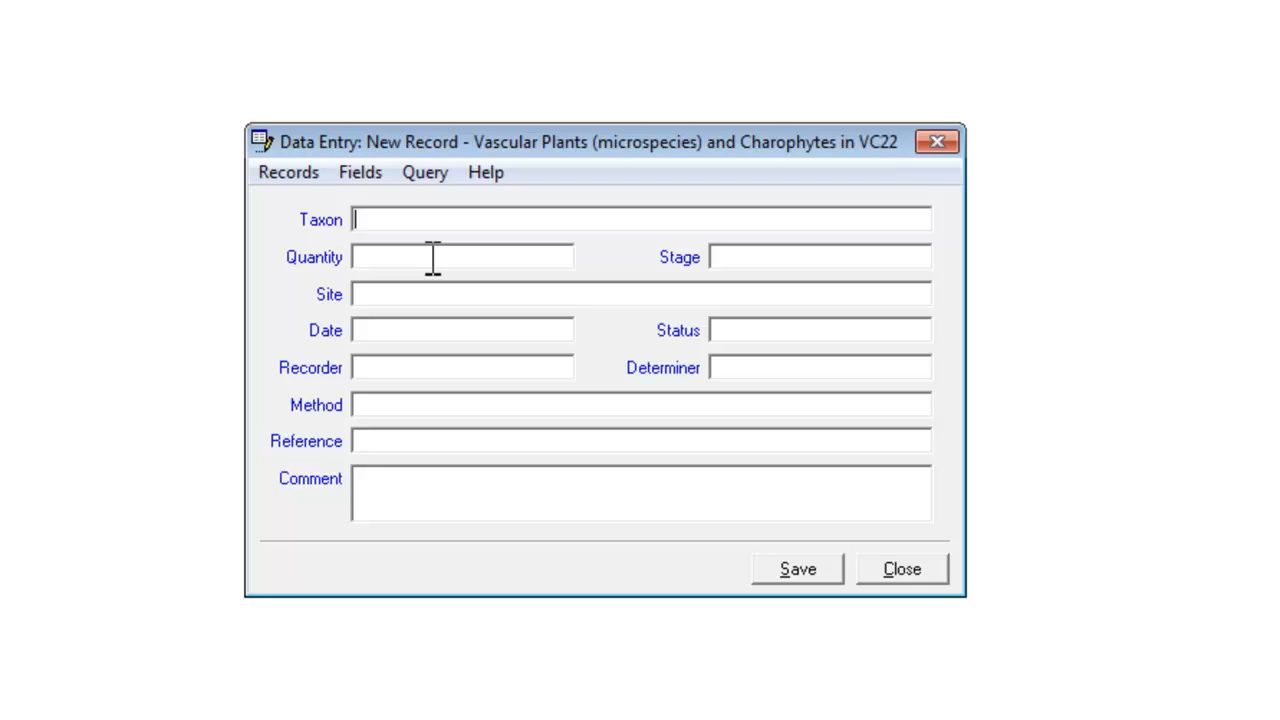 Data Entry: New Record - Vascular Plants (microspecies) and Charophytes in VC22
Records Fields Query Help
Taxon
Quantity Stage
Site
Date Status
Recorder Determiner
Method
Reference
Comment
Save Close